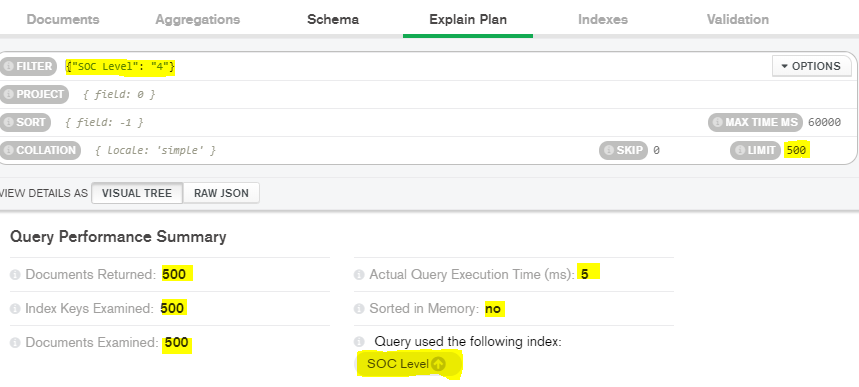 Documents Aggregations Schema Explain Plan Indexes Validation
FILTER {"SOC Level": "4"} OPTIONS
PROJECT { field: 0 }
SORT { field: -1 } MAX TIME MS 60000
COLLATION { locale: 'simple' } SKIP 0 LIMIT 500
VIEW DETAILS AS VISUAL TREE RAW JSON
Query Performance Summary
Documents Returned: 500 Actual Query Execution Time (ms): 5
Index Keys Examined: 500 Sorted in Memory: no
Documents Examined: 500 Query used the following index:
SOC Level